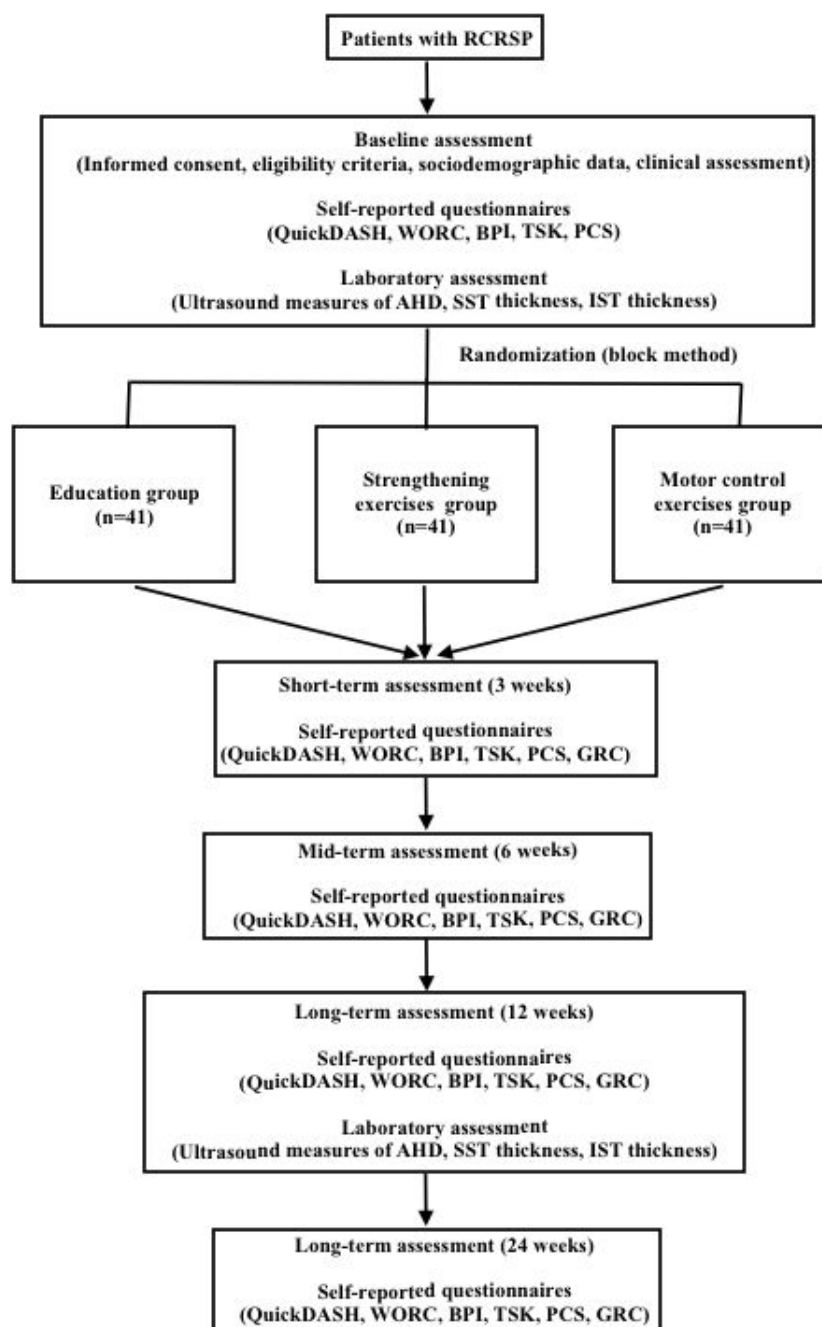 Patients with RCRSP
Baseline assessment
(Informed consent, eligibility criteria, sociodemographic data, clinical assessment)
Self-reported questionnaires
(QuickDASH, WORC, BPI, TSK, PCS)
Laboratory assessment
(Ultrasound measures of AHD, SST thickness, IST thickness)
Randomization (block method)
Education group
(n=41)
Strengthening
exercises group
(n=41)
Motor control
exercises group
(n=41)
Short-term assessment (3 weeks)
Self-reported questionnaires
(QuickDASH, WORC, BPI, TSK, PCS, GRC)
Mid-term assessment (6 weeks)
Self-reported questionnaires
(QuickDASH, WORC, BPI, TSK, PCS, GRC)
Long-term assessment (12 weeks)
Self-reported questionnaires
(QuickDASH, WORC, BPI, TSK, PCS, GRC)
Laboratory assessment
(Ultrasound measures of AHD, SST thickness, IST thickness)
Long-term assessment (24 weeks)
Self-reported questionnaires
(QuickDASH, WORC, BPI, TSK, PCS, GRC)